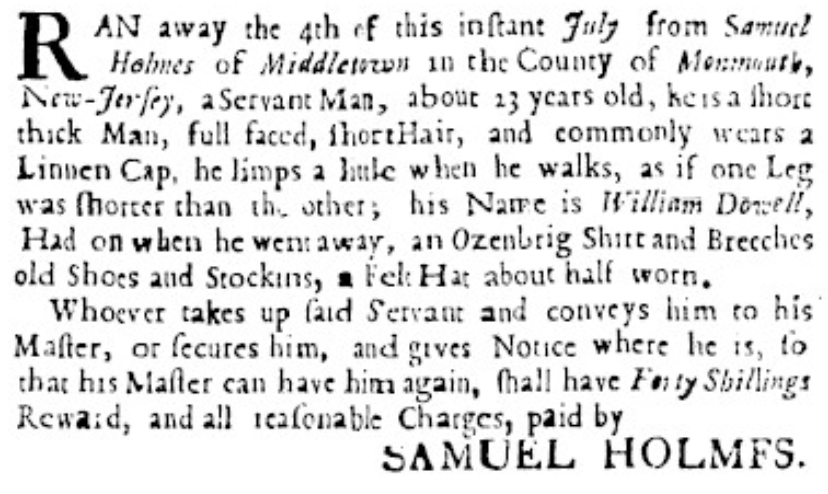 RAN away the 4th of this inſtant July from Samuel
Holmes of Middletown in the County of Monmouth,
New-Jerſey, a Servant Man, about 23 years old, he is a ſhort
thick Man, full faced, ſhort Hair, and commonly wears a
Linnen Cap, he limps a little when he walks, as if one Leg
was ſhorter than the other; his Name is William Dowell,
Had on when he went away, an Ozenbrig Shirt and Breeches
old Shoes and Stockins, a Felt Hat about half worn.
Whoever takes up ſaid Servant and conveys him to his
Maſter, or ſecures him, and gives Notice where he is, ſo
that his Maſter can have him again, ſhall have Forty Shillings
Reward, and all reaſonable Charges, paid by
SAMUEL HOLMES.